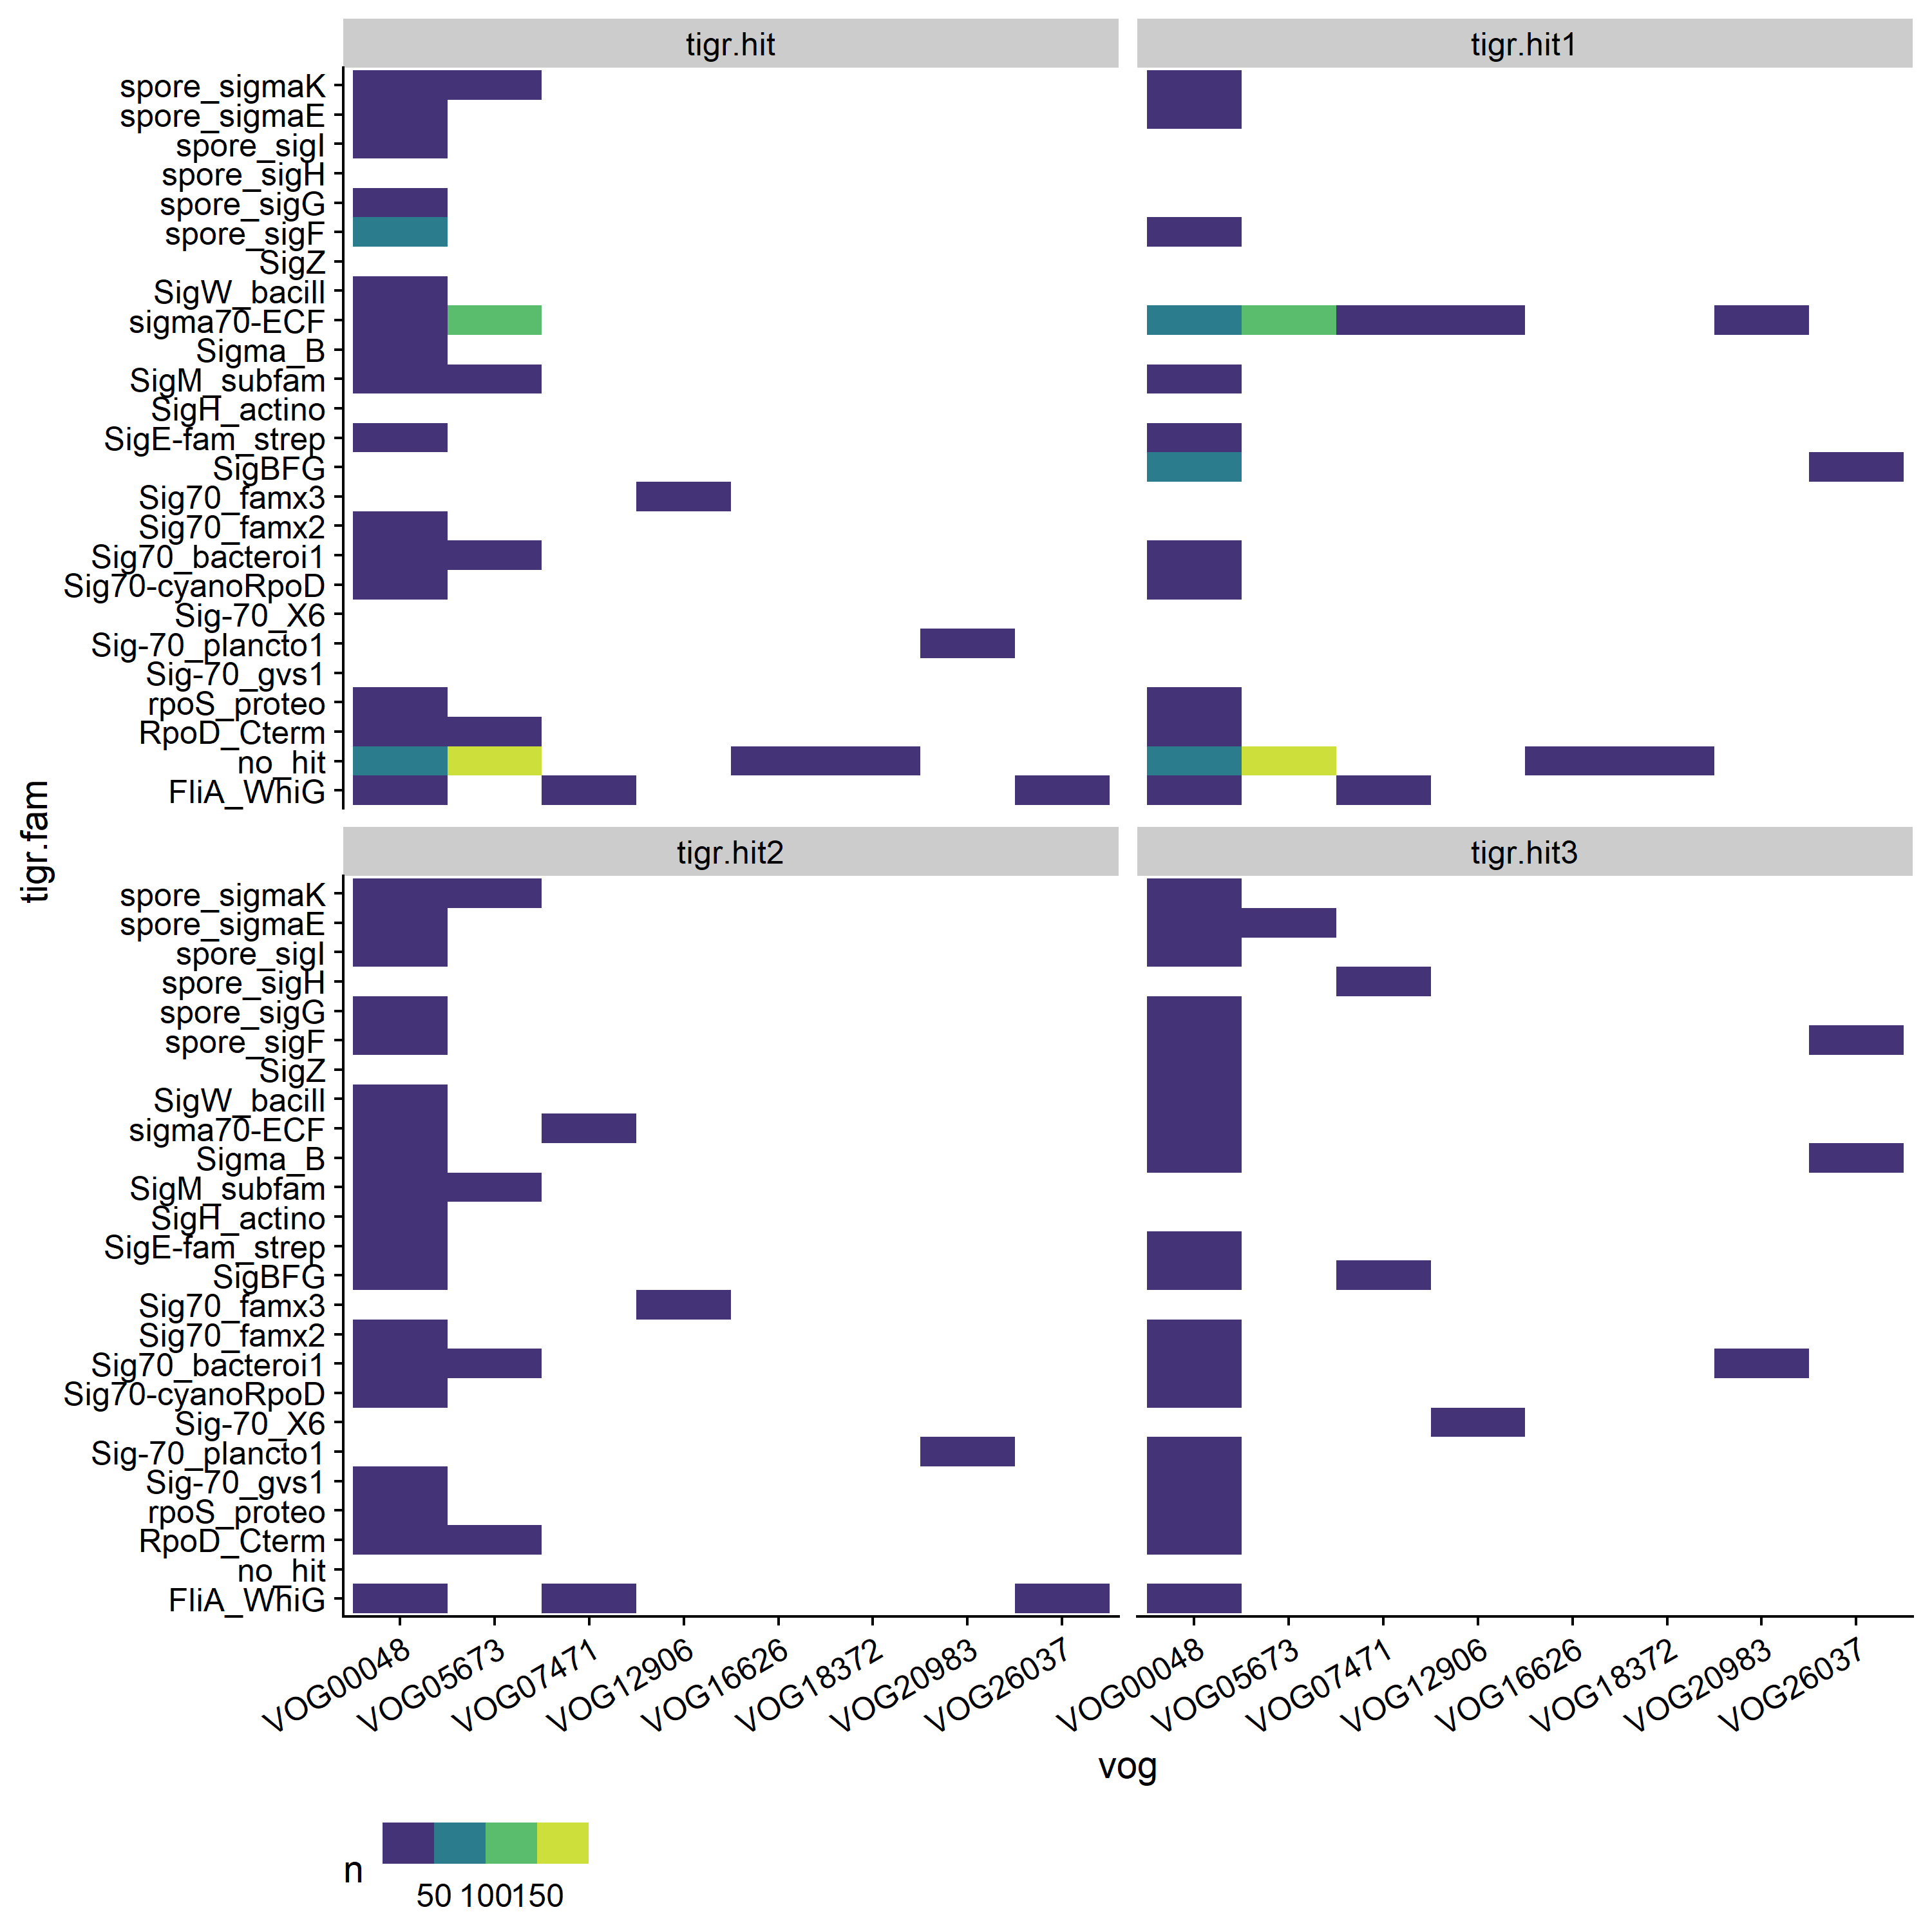 tigr.hit
tigr.hit1
spore_sigmaK
spore_sigmaE
spore_sigI
spore_sigH
spore_sigG
spore_sigF
SigZ
SigW_bacill
sigma70-ECF
Sigma_B
SigM_subfam
SigH_actino
SigE-fam_strep
SigBFG
Sig70_famx3
Sig70_famx2
Sig70_bacteroi1
Sig70-cyanoRpoD
Sig-70_X6
Sig-70_plancto1
Sig-70_gvs1
rpoS_proteo
RpoD_Cterm
no_hit
FliA_WhiG
tigr.fam
tigr.hit2
tigr.hit3
spore_sigmaK
spore_sigmaE
spore_sigI
spore_sigH
spore_sigG
spore_sigF
SigZ
SigW_bacill
sigma70-ECF
Sigma_B
SigM_subfam
SigH_actino
SigE-fam_strep
SigBFG
Sig70_famx3
Sig70_famx2
Sig70_bacteroi1
Sig70-cyanoRpoD
Sig-70_X6
Sig-70_plancto1
Sig-70_gvs1
rpoS_proteo
RpoD_Cterm
no_hit
FliA_WhiG
VOG00048
VOG05673
VOG07471
VOG12906
VOG16626
VOG18372
VOG20983
VOG26037
VOG00048
VOG05673
VOG07471
VOG12906
VOG16626
VOG18372
VOG20983
VOG26037
vog
n
50 100 150